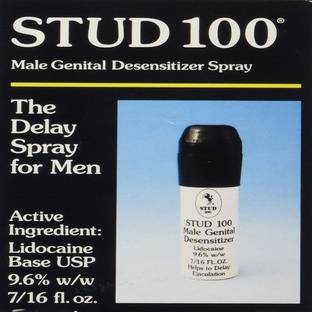 STUD 100®
Male Genital Desensitizer Spray
The
Delay
Spray
for Men
Active
Ingredient:
Lidocaine
Base USP
9.6% w/w
7/16 fl. oz.
STUD
100
STUD 100
Male Genital
Desensitizer
Lidocaine
9.6% w/w
7/16 FL. OZ.
Helps to Delay
Ejaculation